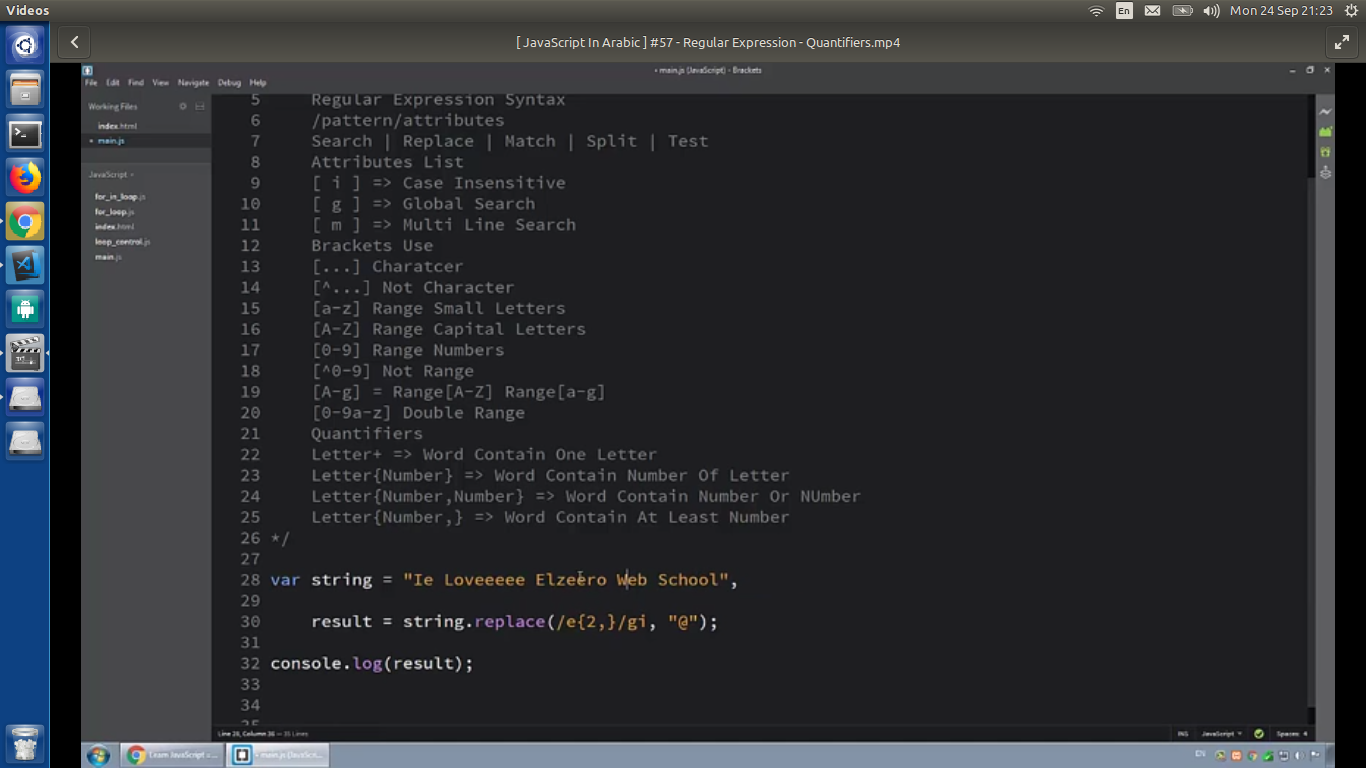 Videos
En
Mon 24 Sep 21:23
[ JavaScript In Arabic ] #57 - Regular Expression - Quantifiers.mp4
• main.js (JavaScript) - Brackets
File Edit Find View Navigate Debug Help
Working Files
index.html
• main.js
JavaScript
for_in_loop.js
for_loop.js
index.html
loop_control.js
main.js
5 Regular Expression Syntax
6 /pattern/attributes
7 Search | Replace | Match | Split | Test
8 Attributes List
9 [ i ] => Case Insensitive
10 [ g ] => Global Search
11 [ m ] => Multi Line Search
12 Brackets Use
13 [...] Charatcer
14 [^...] Not Character
15 [a-z] Range Small Letters
16 [A-Z] Range Capital Letters
17 [0-9] Range Numbers
18 [^0-9] Not Range
19 [A-g] = Range[A-Z] Range[a-g]
20 [0-9a-z] Double Range
21 Quantifiers
22 Letter+ => Word Contain One Letter
23 Letter{Number} => Word Contain Number Of Letter
24 Letter{Number,Number} => Word Contain Number Or NUmber
25 Letter{Number,} => Word Contain At Least Number
26 */
27
28 var string = "Ie Loveeeee Elzeero Web School",
29
30 result = string.replace(/e{2,}/gi, "@");
31
32 console.log(result);
33
34
35
Line 28, Column 36 — 35 Lines
INS JavaScript Spaces: 4
Learn JavaScript =...
• main.js (JavaScr...
EN